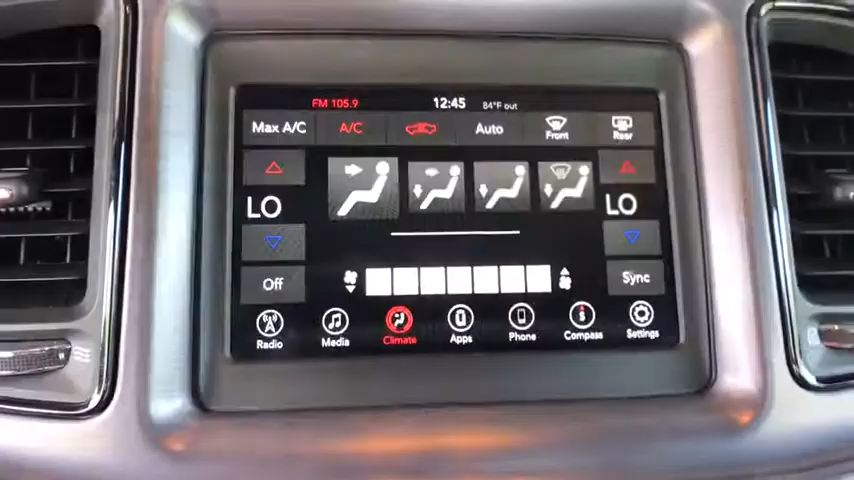 FM 105.9 12:45 84°F out
Max A/C A/C Auto Front Rear
LO LO
Off Sync
Radio Media Climate Apps Phone Compass Settings